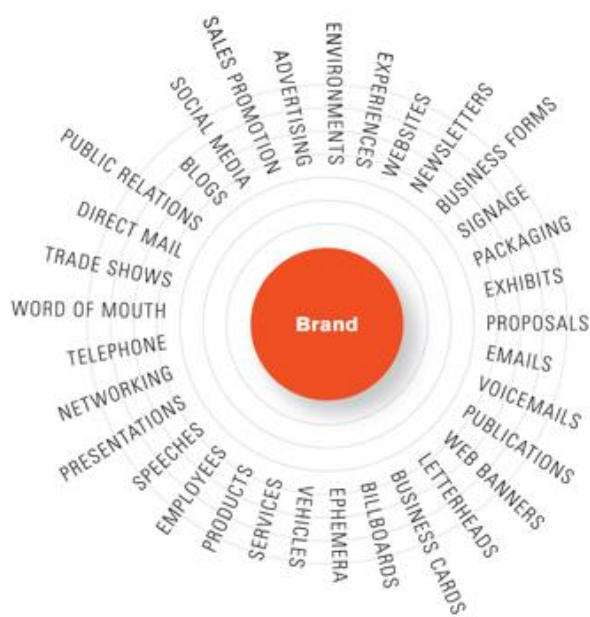 Brand
ENVIRONMENTS
EXPERIENCES
WEBSITES
NEWSLETTERS
BUSINESS FORMS
SIGNAGE
PACKAGING
EXHIBITS
PROPOSALS
EMAILS
VOICEMAILS
PUBLICATIONS
WEB BANNERS
LETTERHEADS
BUSINESS CARDS
BILLBOARDS
EPHEMERA
VEHICLES
SERVICES
PRODUCTS
EMPLOYEES
SPEECHES
PRESENTATIONS
NETWORKING
TELEPHONE
WORD OF MOUTH
TRADE SHOWS
DIRECT MAIL
PUBLIC RELATIONS
BLOGS
SOCIAL MEDIA
SALES PROMOTION
ADVERTISING